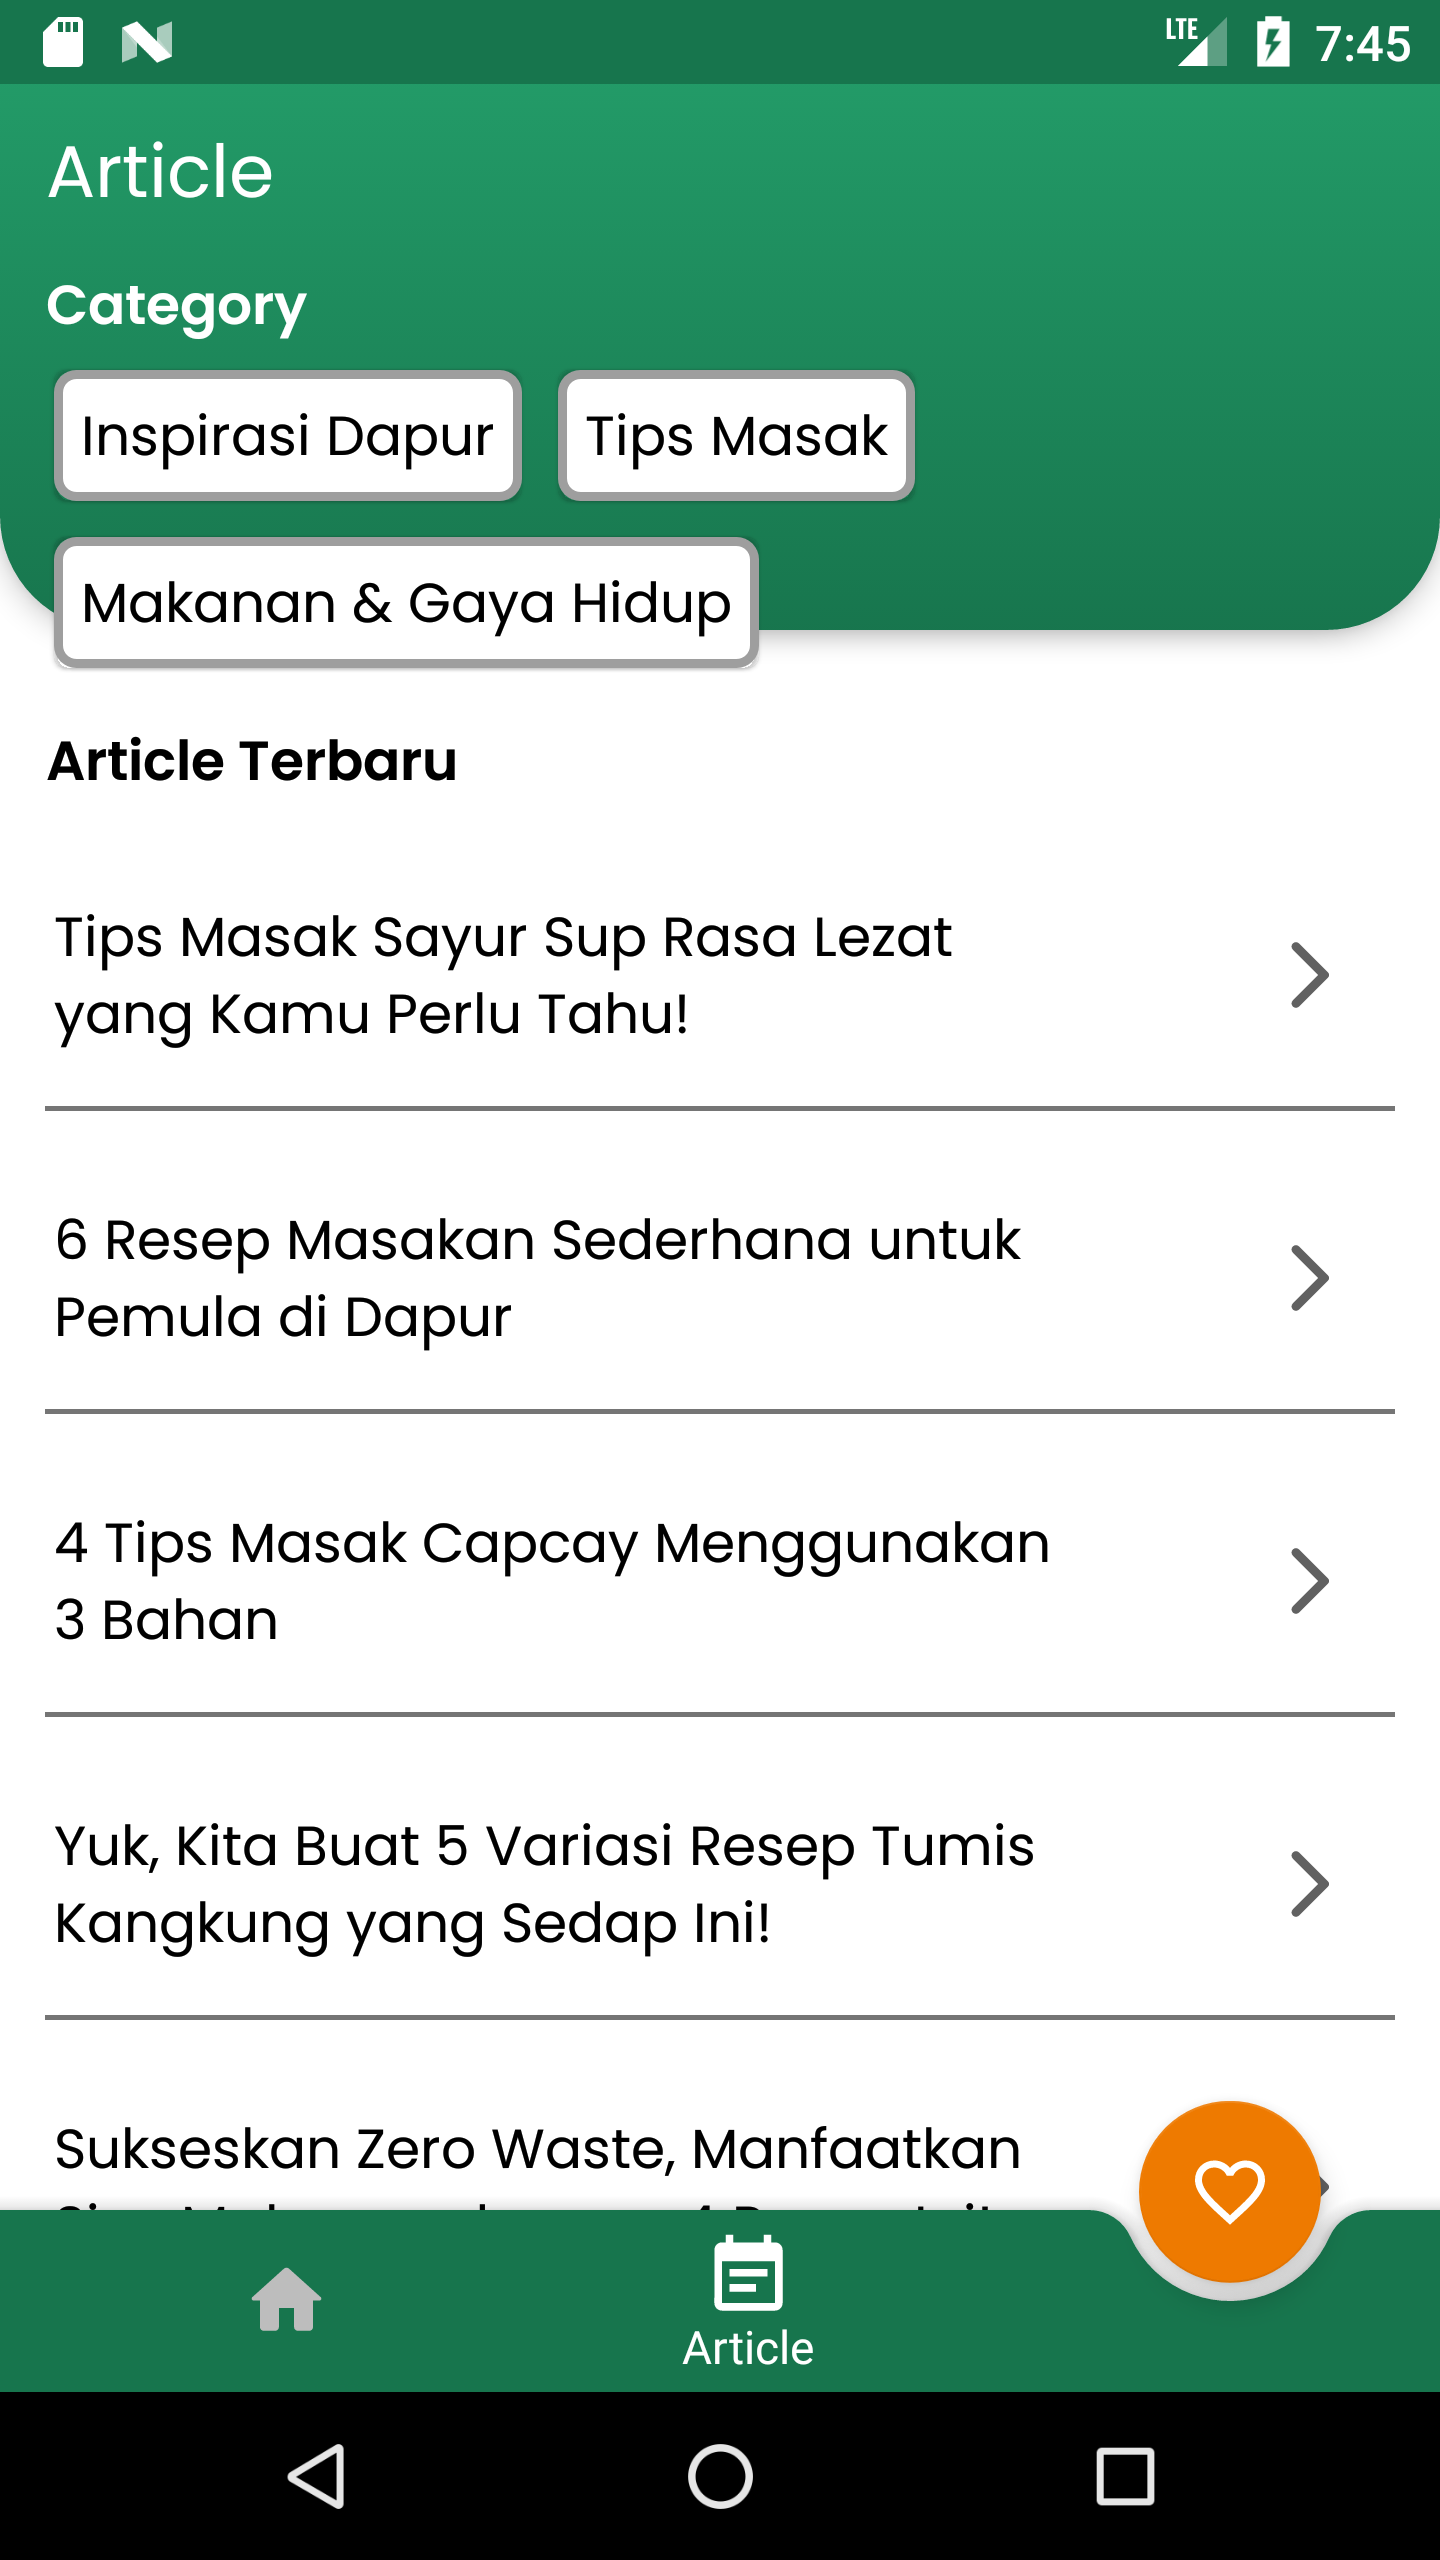 LTE 7:45
Article
Category
Inspirasi Dapur Tips Masak
Makanan & Gaya Hidup
Article Terbaru
Tips Masak Sayur Sup Rasa Lezat
yang Kamu Perlu Tahu!
6 Resep Masakan Sederhana untuk
Pemula di Dapur
4 Tips Masak Capcay Menggunakan
3 Bahan
Yuk, Kita Buat 5 Variasi Resep Tumis
Kangkung yang Sedap Ini!
Sukseskan Zero Waste, Manfaatkan
Article